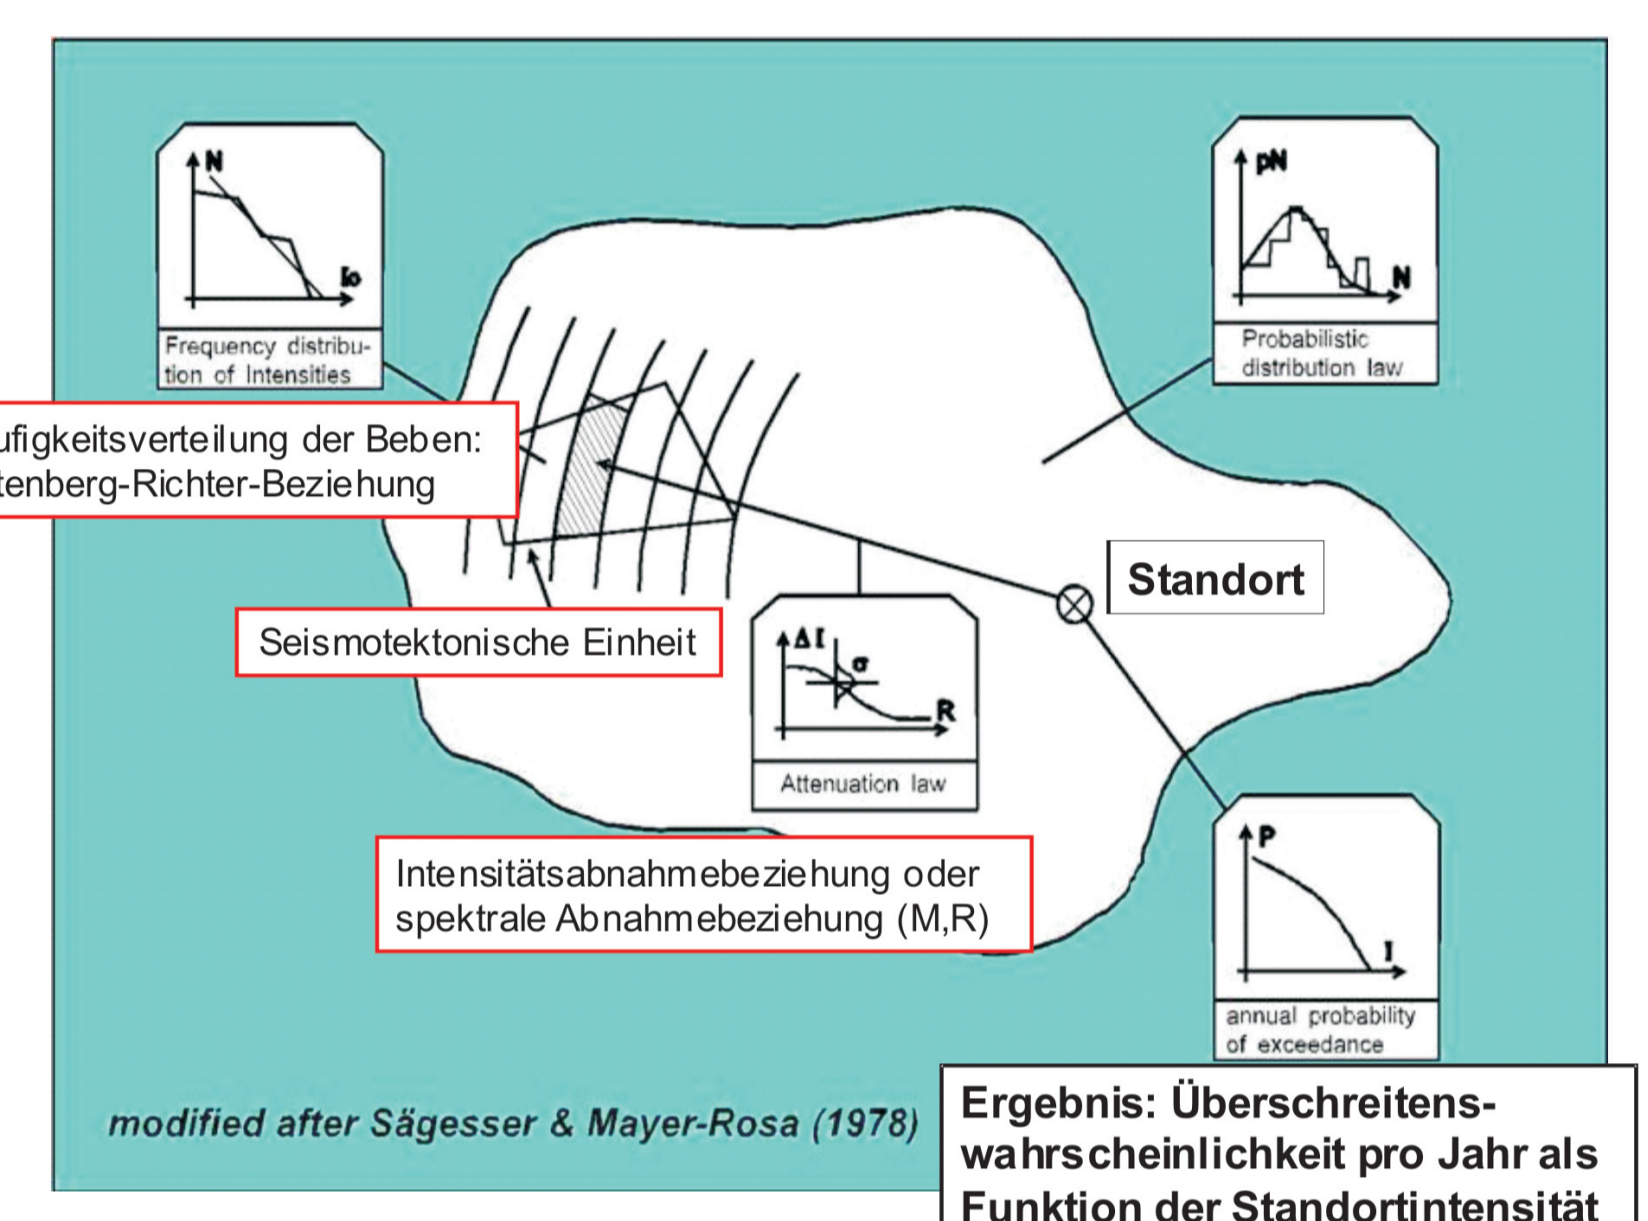 N
Io
Frequency distribu-
tion of Intensities
pN
N
Probabilistic
distribution law
ufigkeitsverteilung der Beben:
tenberg-Richter-Beziehung
Standort
Seismotektonische Einheit
ΔI
σ
R
Attenuation law
Intensitätsabnahmebeziehung oder
spektrale Abnahmebeziehung (M,R)
P
I
annual probability
of exceedance
modified after Sägesser & Mayer-Rosa (1978)
Ergebnis: Überschreitens-
wahrscheinlichkeit pro Jahr als
Funktion der Standortintensität